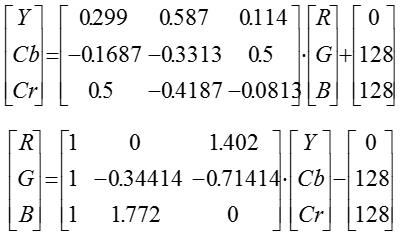 [Y] [0.299 0.587 0.114] [R] [0]
[Cb]=[−0.1687 −0.3313 0.5]·[G]+[128]
[Cr] [0.5 −0.4187 −0.0813] [B] [128]
[R] [1 0 1.402] [Y] [0]
[G]=[1 −0.34414 −0.71414]·[Cb]−[128]
[B] [1 1.772 0] [Cr] [128]